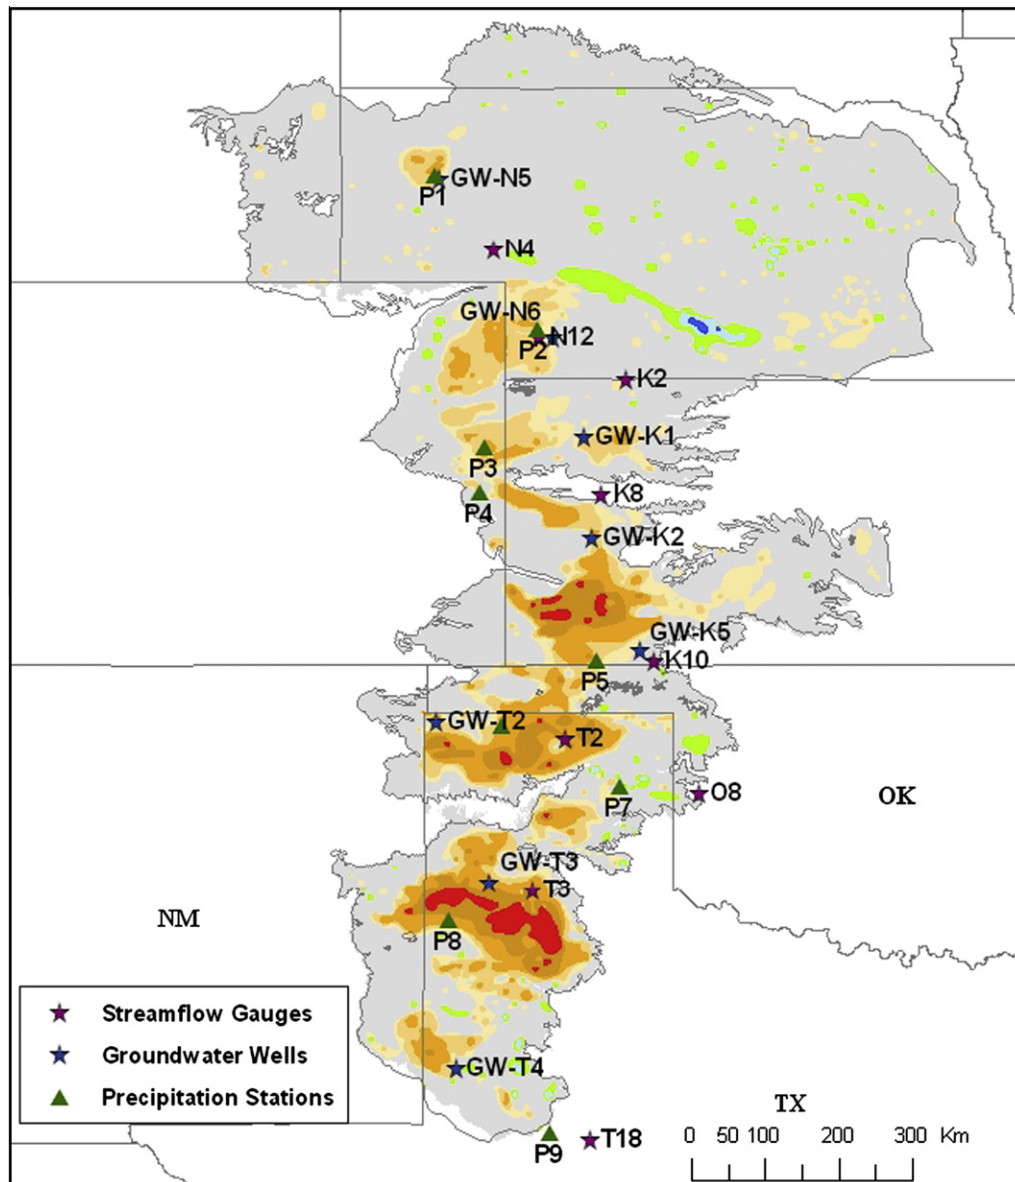 GW-N5
P1
N4
GW-N6
P2
N12
K2
GW-K1
P3
K8
P4
GW-K2
GW-K5
K10
P5
GW-T2
T2
P7
O8
OK
GW-T3
T3
NM
P8
Streamflow Gauges
Groundwater Wells
Precipitation Stations
GW-T4
TX
P9
T18
0 50 100 200 300 Km